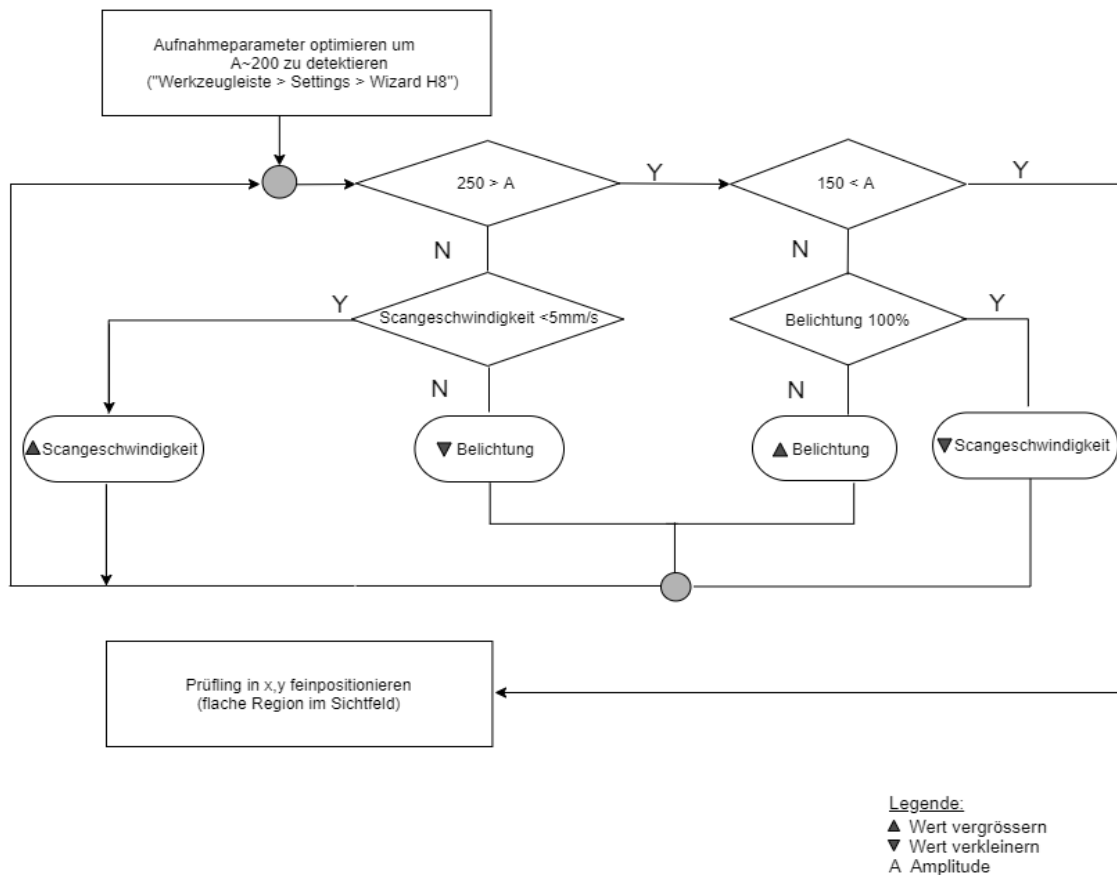 Aufnahmeparameter optimieren um
A~200 zu detektieren
("Werkzeugleiste > Settings > Wizard H8")
250 > A
Y
150 < A
Y
N
N
Y
Scangeschwindigkeit <5mm/s
Belichtung 100%
Y
N
N
▲ Scangeschwindigkeit
▼ Belichtung
▲ Belichtung
▼ Scangeschwindigkeit
Prüfling in x,y feinpositionieren
(flache Region im Sichtfeld)
Legende:
▲ Wert vergrössern
▼ Wert verkleinern
A Amplitude